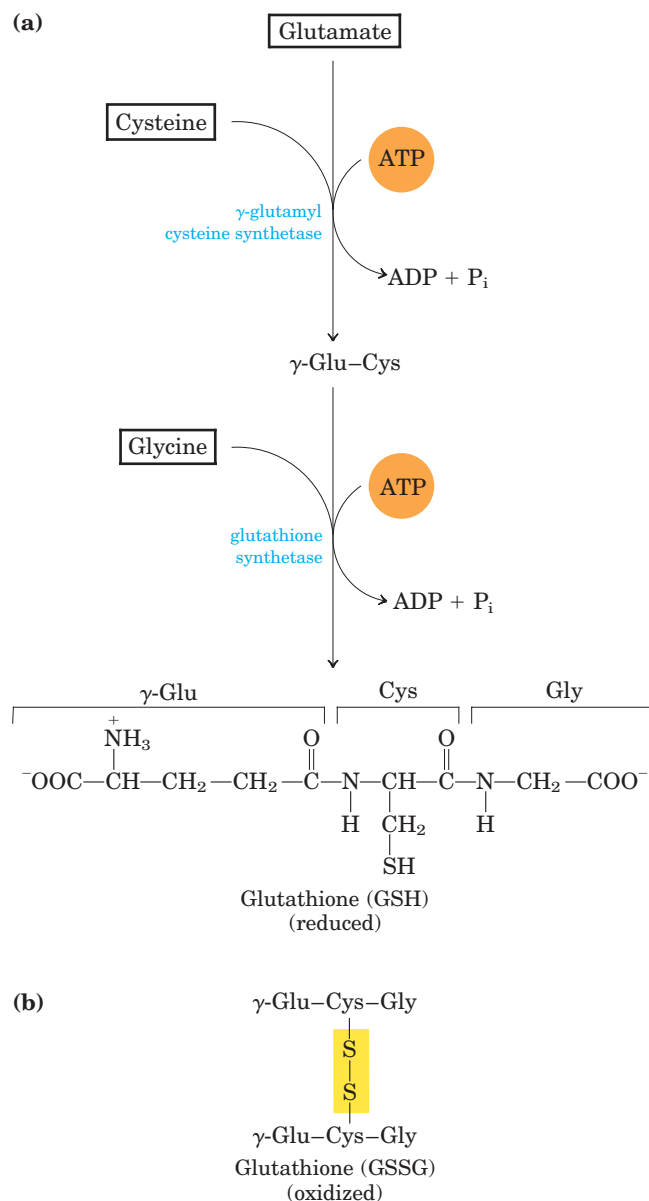 (a)
Glutamate
Cysteine
ATP
γ-glutamyl
cysteine synthetase
ADP + Pi
γ-Glu–Cys
Glycine
ATP
glutathione
synthetase
ADP + Pi
γ-Glu Cys Gly
+
NH3 O O
−OOC—CH—CH2—CH2—C—N—CH—C—N—CH2—COO−
H CH2 H
SH
Glutathione (GSH)
(reduced)
(b)
γ-Glu–Cys–Gly
S
S
γ-Glu–Cys–Gly
Glutathione (GSSG)
(oxidized)